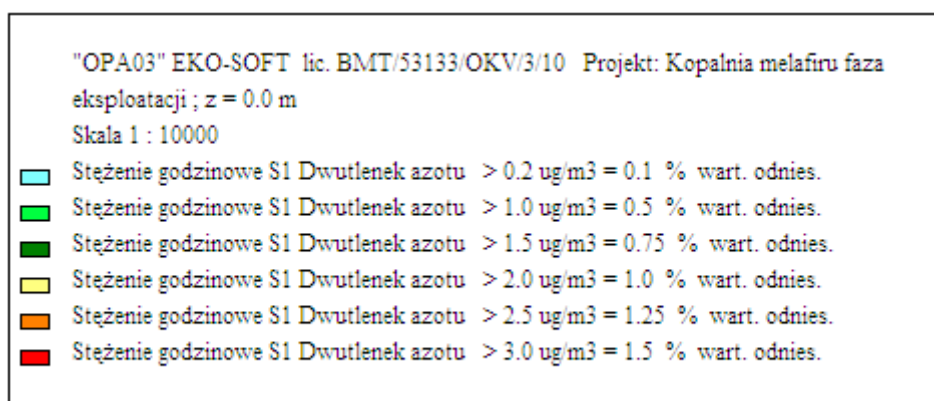 "OPA03" EKO-SOFT lic. BMT/53133/OKV/3/10 Projekt: Kopalnia melafiru faza
eksploatacji ; z = 0.0 m
Skala 1 : 10000
Stężenie godzinowe S1 Dwutlenek azotu > 0.2 ug/m3 = 0.1 % wart. odnies.
Stężenie godzinowe S1 Dwutlenek azotu > 1.0 ug/m3 = 0.5 % wart. odnies.
Stężenie godzinowe S1 Dwutlenek azotu > 1.5 ug/m3 = 0.75 % wart. odnies.
Stężenie godzinowe S1 Dwutlenek azotu > 2.0 ug/m3 = 1.0 % wart. odnies.
Stężenie godzinowe S1 Dwutlenek azotu > 2.5 ug/m3 = 1.25 % wart. odnies.
Stężenie godzinowe S1 Dwutlenek azotu > 3.0 ug/m3 = 1.5 % wart. odnies.